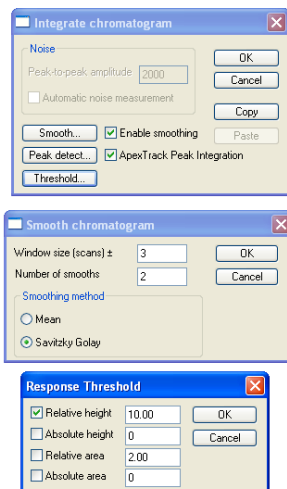 Integrate chromatogram
Noise
Peak-to-peak amplitude 2000
Automatic noise measurement
OK
Cancel
Copy
Paste
Smooth... Enable smoothing
Peak detect... ApexTrack Peak Integration
Threshold...
Smooth chromatogram
Window size (scans) ± 3
Number of smooths 2
Smoothing method
Mean
Savitzky Golay
OK
Cancel
Response Threshold
Relative height 10.00
Absolute height 0
Relative area 2.00
Absolute area 0
OK
Cancel